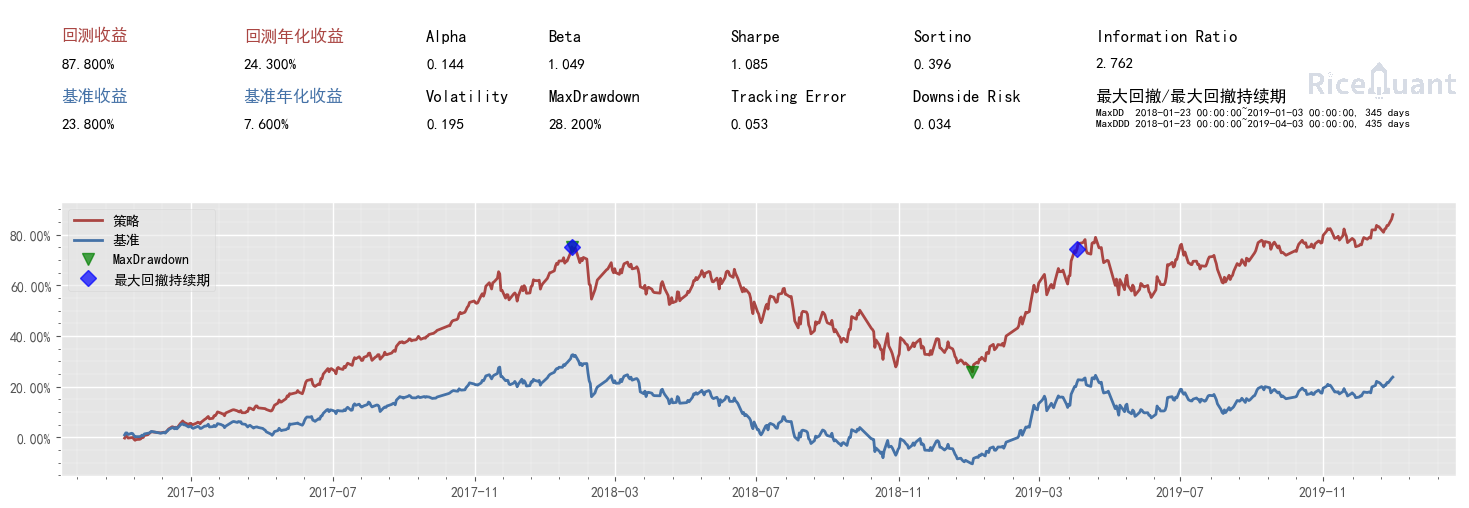 回测收益 回测年化收益 Alpha Beta Sharpe Sortino Information Ratio
87.800% 24.300% 0.144 1.049 1.085 0.396 2.762
RiceQuant
基准收益 基准年化收益 Volatility MaxDrawdown Tracking Error Downside Risk 最大回撤/最大回撤持续期
23.800% 7.600% 0.195 28.200% 0.053 0.034
MaxDD 2018-01-23 00:00:00~2019-01-03 00:00:00, 345 days
MaxDDD 2018-01-23 00:00:00~2019-04-03 00:00:00, 435 days
策略
基准
MaxDrawdown
最大回撤持续期
80.00%
60.00%
40.00%
20.00%
0.00%
2017-03 2017-07 2017-11 2018-03 2018-07 2018-11 2019-03 2019-07 2019-11